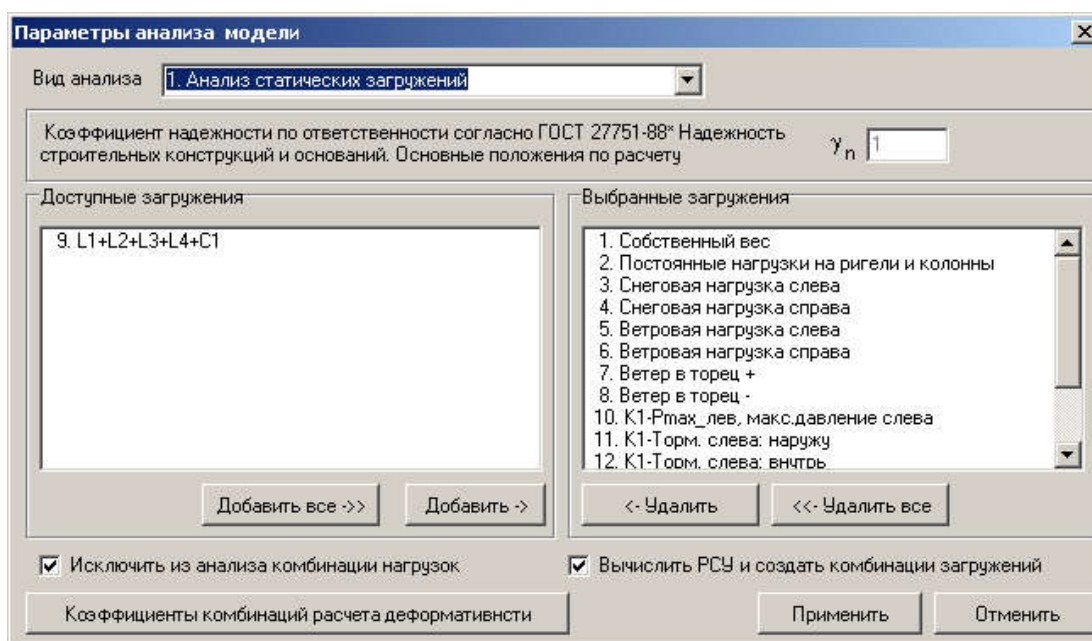 Параметры анализа модели
Вид анализа 1. Анализ статических загружений
Коэффициент надежности по ответственности согласно ГОСТ 27751-88* Надежность
строительных конструкций и оснований. Основные положения по расчету
γn 1
Доступные загружения
9. L1+L2+L3+L4+C1
Добавить все ->>
Добавить ->
Выбранные загружения
1. Собственный вес
2. Постоянные нагрузки на ригели и колонны
3. Снеговая нагрузка слева
4. Снеговая нагрузка справа
5. Ветровая нагрузка слева
6. Ветровая нагрузка справа
7. Ветер в торец +
8. Ветер в торец -
10. К1-Pmax_лев, макс.давление слева
11. К1-Торм. слева: наружу
12. К1-Торм. слева: внутрь
<- Удалить
<<- Удалить все
Исключить из анализа комбинации нагрузок
Вычислить РСУ и создать комбинации загружений
Коэффициенты комбинаций расчета деформативнсти
Применить
Отменить